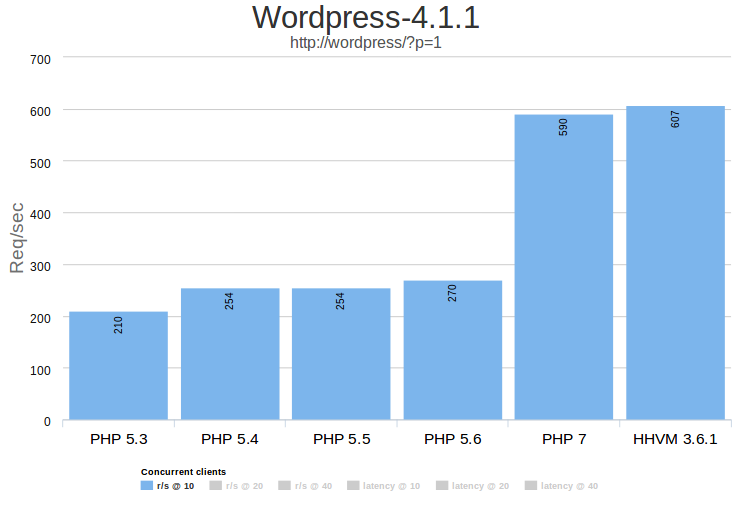 Wordpress-4.1.1
http://wordpress/?p=1
Req/sec
700
600
500
400
300
200
100
0
210
254
254
270
590
607
PHP 5.3 PHP 5.4 PHP 5.5 PHP 5.6 PHP 7 HHVM 3.6.1
Concurrent clients
r/s @ 10 r/s @ 20 r/s @ 40 latency @ 10 latency @ 20 latency @ 40